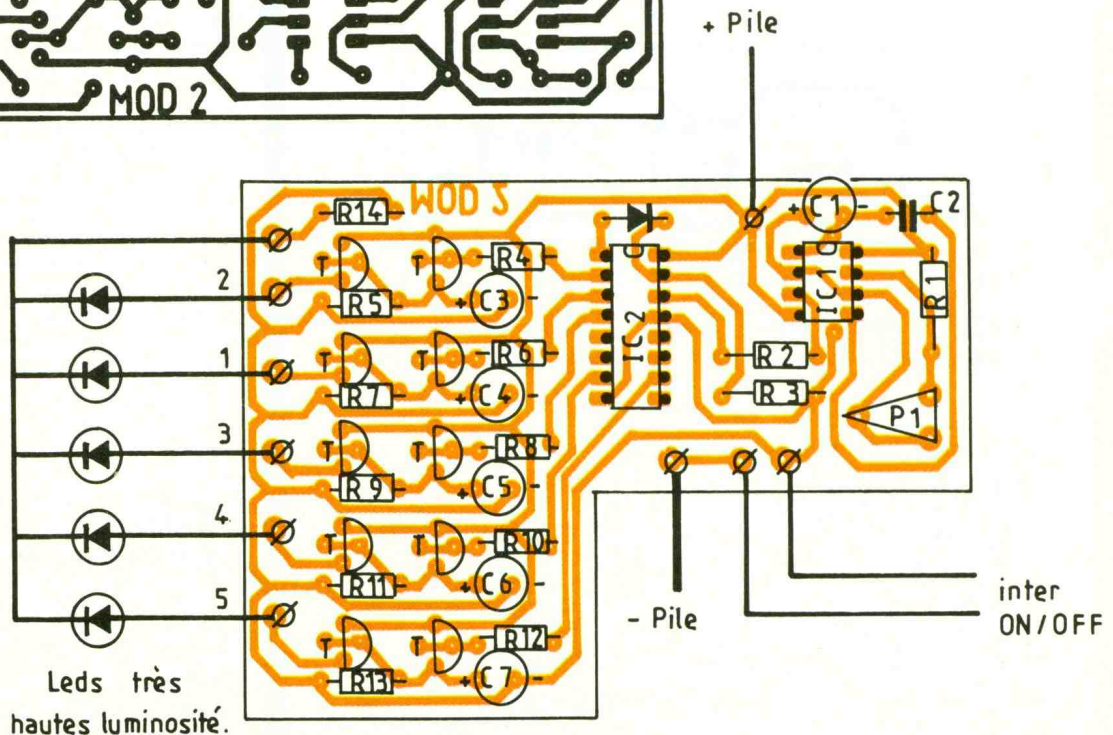 + Pile
MOD 2
MOD 2
R14
+ C1 -
C2
T
T
R4
2
R5
+ C3 -
IC1
R1
IC2
T
T
R6
R2
1
R7
+ C4 -
R3
P1
T
T
R8
3
R9
+ C5 -
4
T
T
R10
R11
+ C6 -
inter
ON/OFF
5
- Pile
T
T
R12
R13
+ C7 -
Leds très
hautes luminosité.